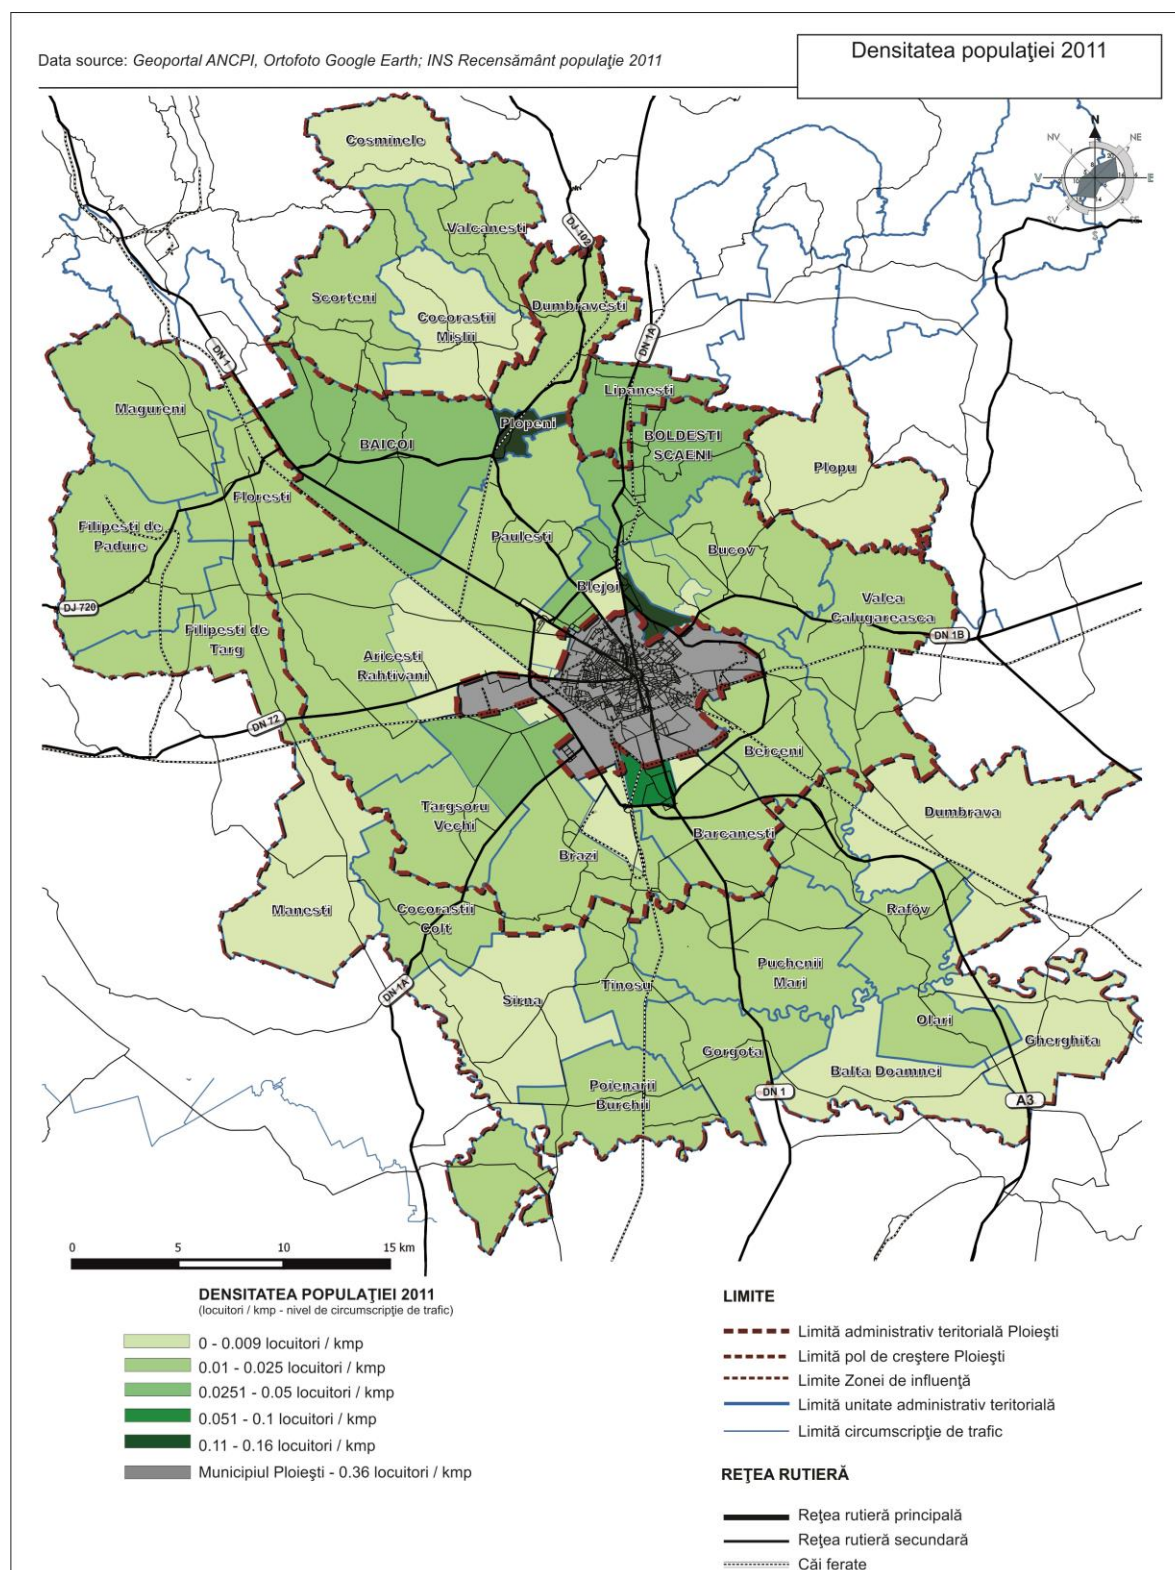 Data source: Geoportal ANCPI, Ortofoto Google Earth; INS Recensământ populaţie 2011
Densitatea populaţiei 2011
N
NV
NE
V
E
SV
SE
S
Cosminele
Valcanesti
DJ 102
Scorteni
Cocorastii
Mislii
Dumbravesti
DN 1A
DN 1
Lipanesti
Magureni
Plopeni
BAICOI
BOLDESTI
SCAENI
Plopu
Floresti
Filipesti de
Padure
Paulesti
Bucov
Blejoi
DJ 720
Valea
Calugareasca
DN 1B
Filipesti de
Targ
Aricesti
Rahtivani
DN 72
Berceni
Targsoru
Vechi
Dumbrava
Barcanesti
Brazi
Manesti
Cocorastii
Colt
Rafov
Puchenii
Mari
DN 1A
Sirna
Tinosu
Olari
Gherghita
Gorgota
Balta Doamnei
Poienarii
Burchii
DN 1
A3
0 5 10 15 km
DENSITATEA POPULAŢIEI 2011
(locuitori / kmp - nivel de circumscripţie de trafic)
0 - 0.009 locuitori / kmp
0.01 - 0.025 locuitori / kmp
0.0251 - 0.05 locuitori / kmp
0.051 - 0.1 locuitori / kmp
0.11 - 0.16 locuitori / kmp
Municipiul Ploieşti - 0.36 locuitori / kmp
LIMITE
Limită administrativ teritorială Ploieşti
Limită pol de creştere Ploieşti
Limite Zonei de influenţă
Limită unitate administrativ teritorială
Limită circumscripţie de trafic
REŢEA RUTIERĂ
Reţea rutieră principală
Reţea rutieră secundară
Căi ferate